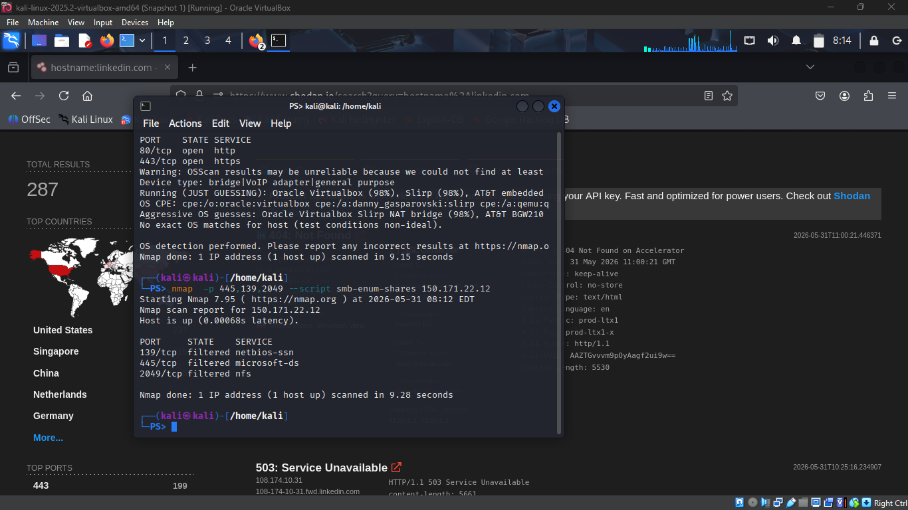 kali-linux-2025.2-virtualbox-amd64 (Snapshot 1) [Running] - Oracle VirtualBox
File Machine View Input Devices Help
1 2 3 4
2
8:14
hostname:linkedin.com -
OffSec
Kali Linux
PS> kali@kali: /home/kali
File Actions Edit View Help
PORT STATE SERVICE
80/tcp open http
443/tcp open https
Warning: OSScan results may be unreliable because we could not find at least
Device type: bridge|VoIP adapter|general purpose
Running (JUST GUESSING): Oracle Virtualbox (98%), Slirp (98%), AT&T embedded
OS CPE: cpe:/o:oracle:virtualbox cpe:/a:danny_gasparovski:slirp cpe:/a:qemu:q
Aggressive OS guesses: Oracle Virtualbox Slirp NAT bridge (98%), AT&T BGW210
No exact OS matches for host (test conditions non-ideal).
OS detection performed. Please report any incorrect results at https://nmap.o
Nmap done: 1 IP address (1 host up) scanned in 9.15 seconds
(kali㉿kali)-[/home/kali]
PS> nmap -p 445,139,2049 --script smb-enum-shares 150.171.22.12
Starting Nmap 7.95 ( https://nmap.org ) at 2026-05-31 08:12 EDT
Nmap scan report for 150.171.22.12
Host is up (0.00068s latency).
PORT STATE SERVICE
139/tcp filtered netbios-ssn
445/tcp filtered microsoft-ds
2049/tcp filtered nfs
Nmap done: 1 IP address (1 host up) scanned in 9.28 seconds
(kali㉿kali)-[/home/kali]
PS>
TOTAL RESULTS
287
TOP COUNTRIES
United States
Singapore
China
Netherlands
Germany
More...
TOP PORTS
443 199
your API key. Fast and optimized for power users. Check out Shodan
2026-05-31T11:00:21.446371
04 Not Found on Accelerator
31 May 2026 11:00:21 GMT
: keep-alive
rol: no-store
pe: text/html
nguage: en
c: prod-ltx1
prod-ltx1-x
: http/1.1
AAZTGvvvm9pOyAagf2ui9w==
ngth: 5530
503: Service Unavailable
2026-05-31T10:25:16.234907
108.174.10.31
108-174-10-31.fwd.linkedin.com
HTTP/1.1 503 Service Unavailable
content-length: 5661
Right Ctrl